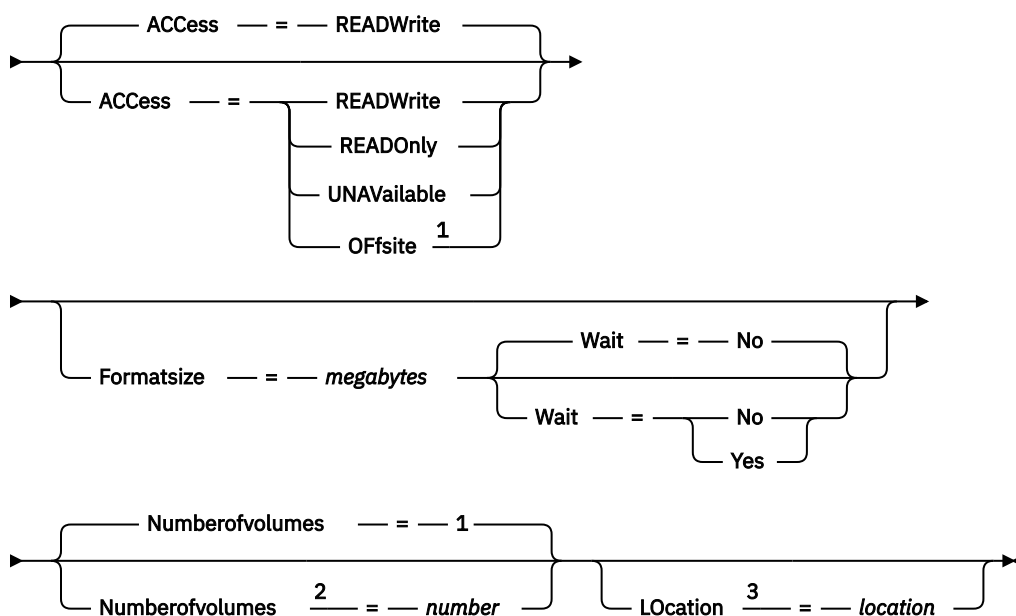 ACCess = READWrite
ACCess = READWrite
READOnly
UNAVailable
OFfsite 1
Wait = No
Formatsize = megabytes
Wait = No
Yes
Numberofvolumes = 1
Numberofvolumes 2 = number LOcation 3 = location